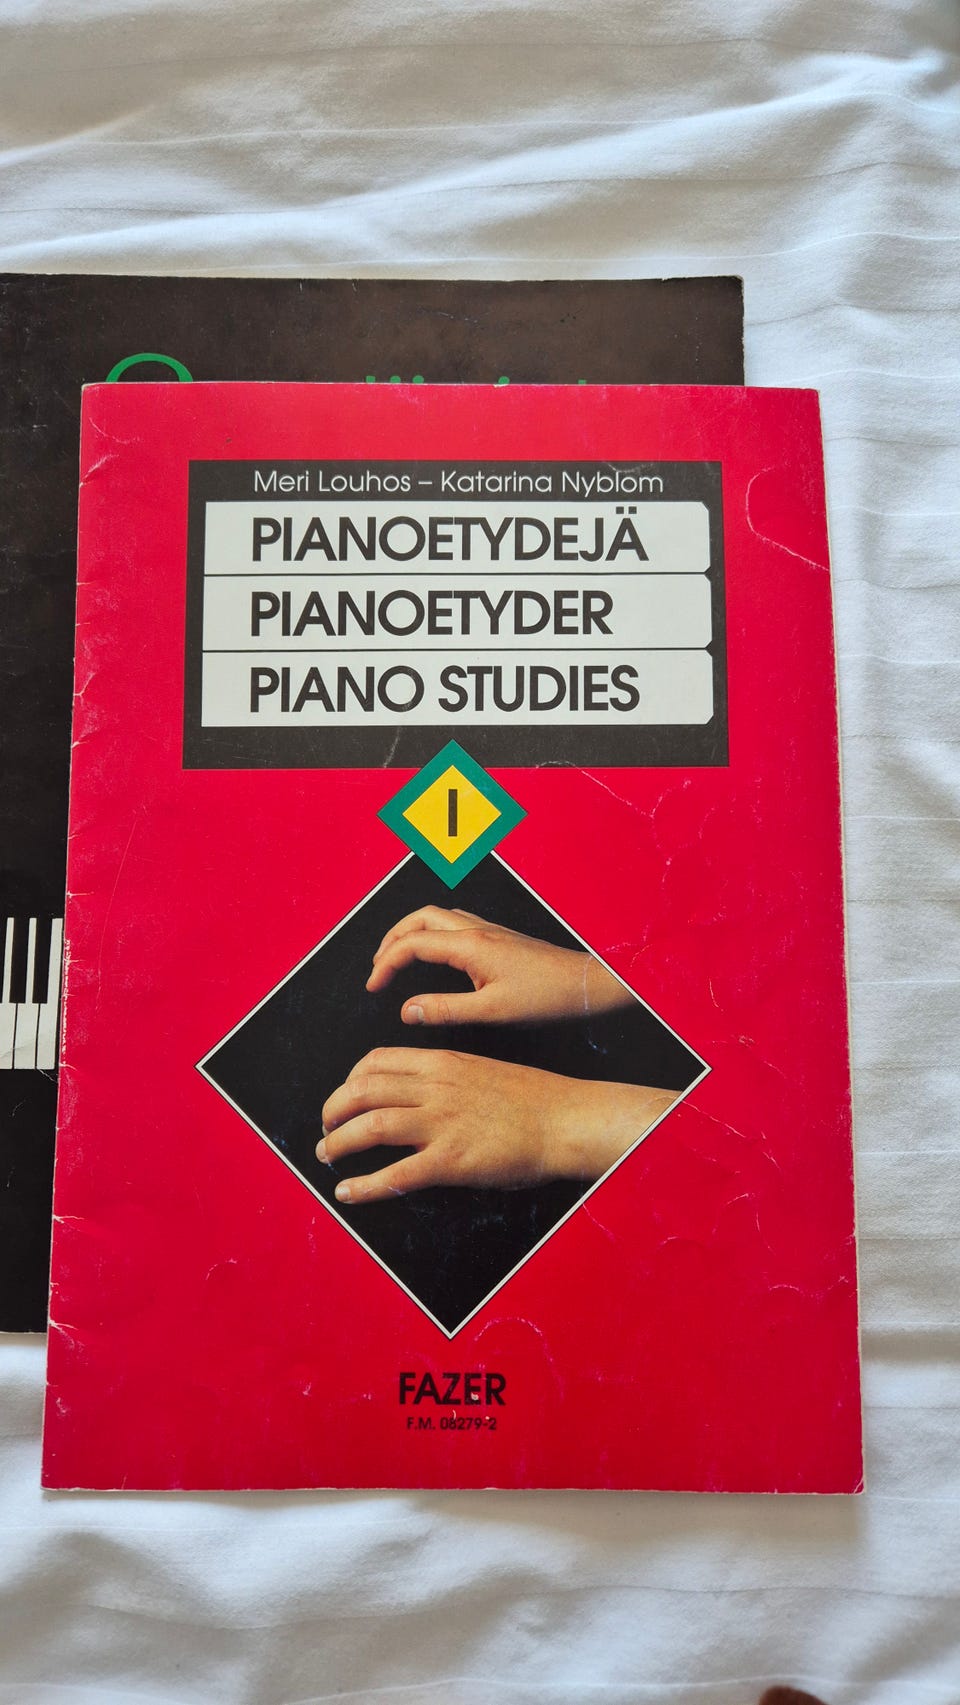 Meri Louhos – Katarina Nyblom
PIANOETYDEJÄ
PIANOETYDER
PIANO STUDIES
I
FAZER
F.M. 08279-2